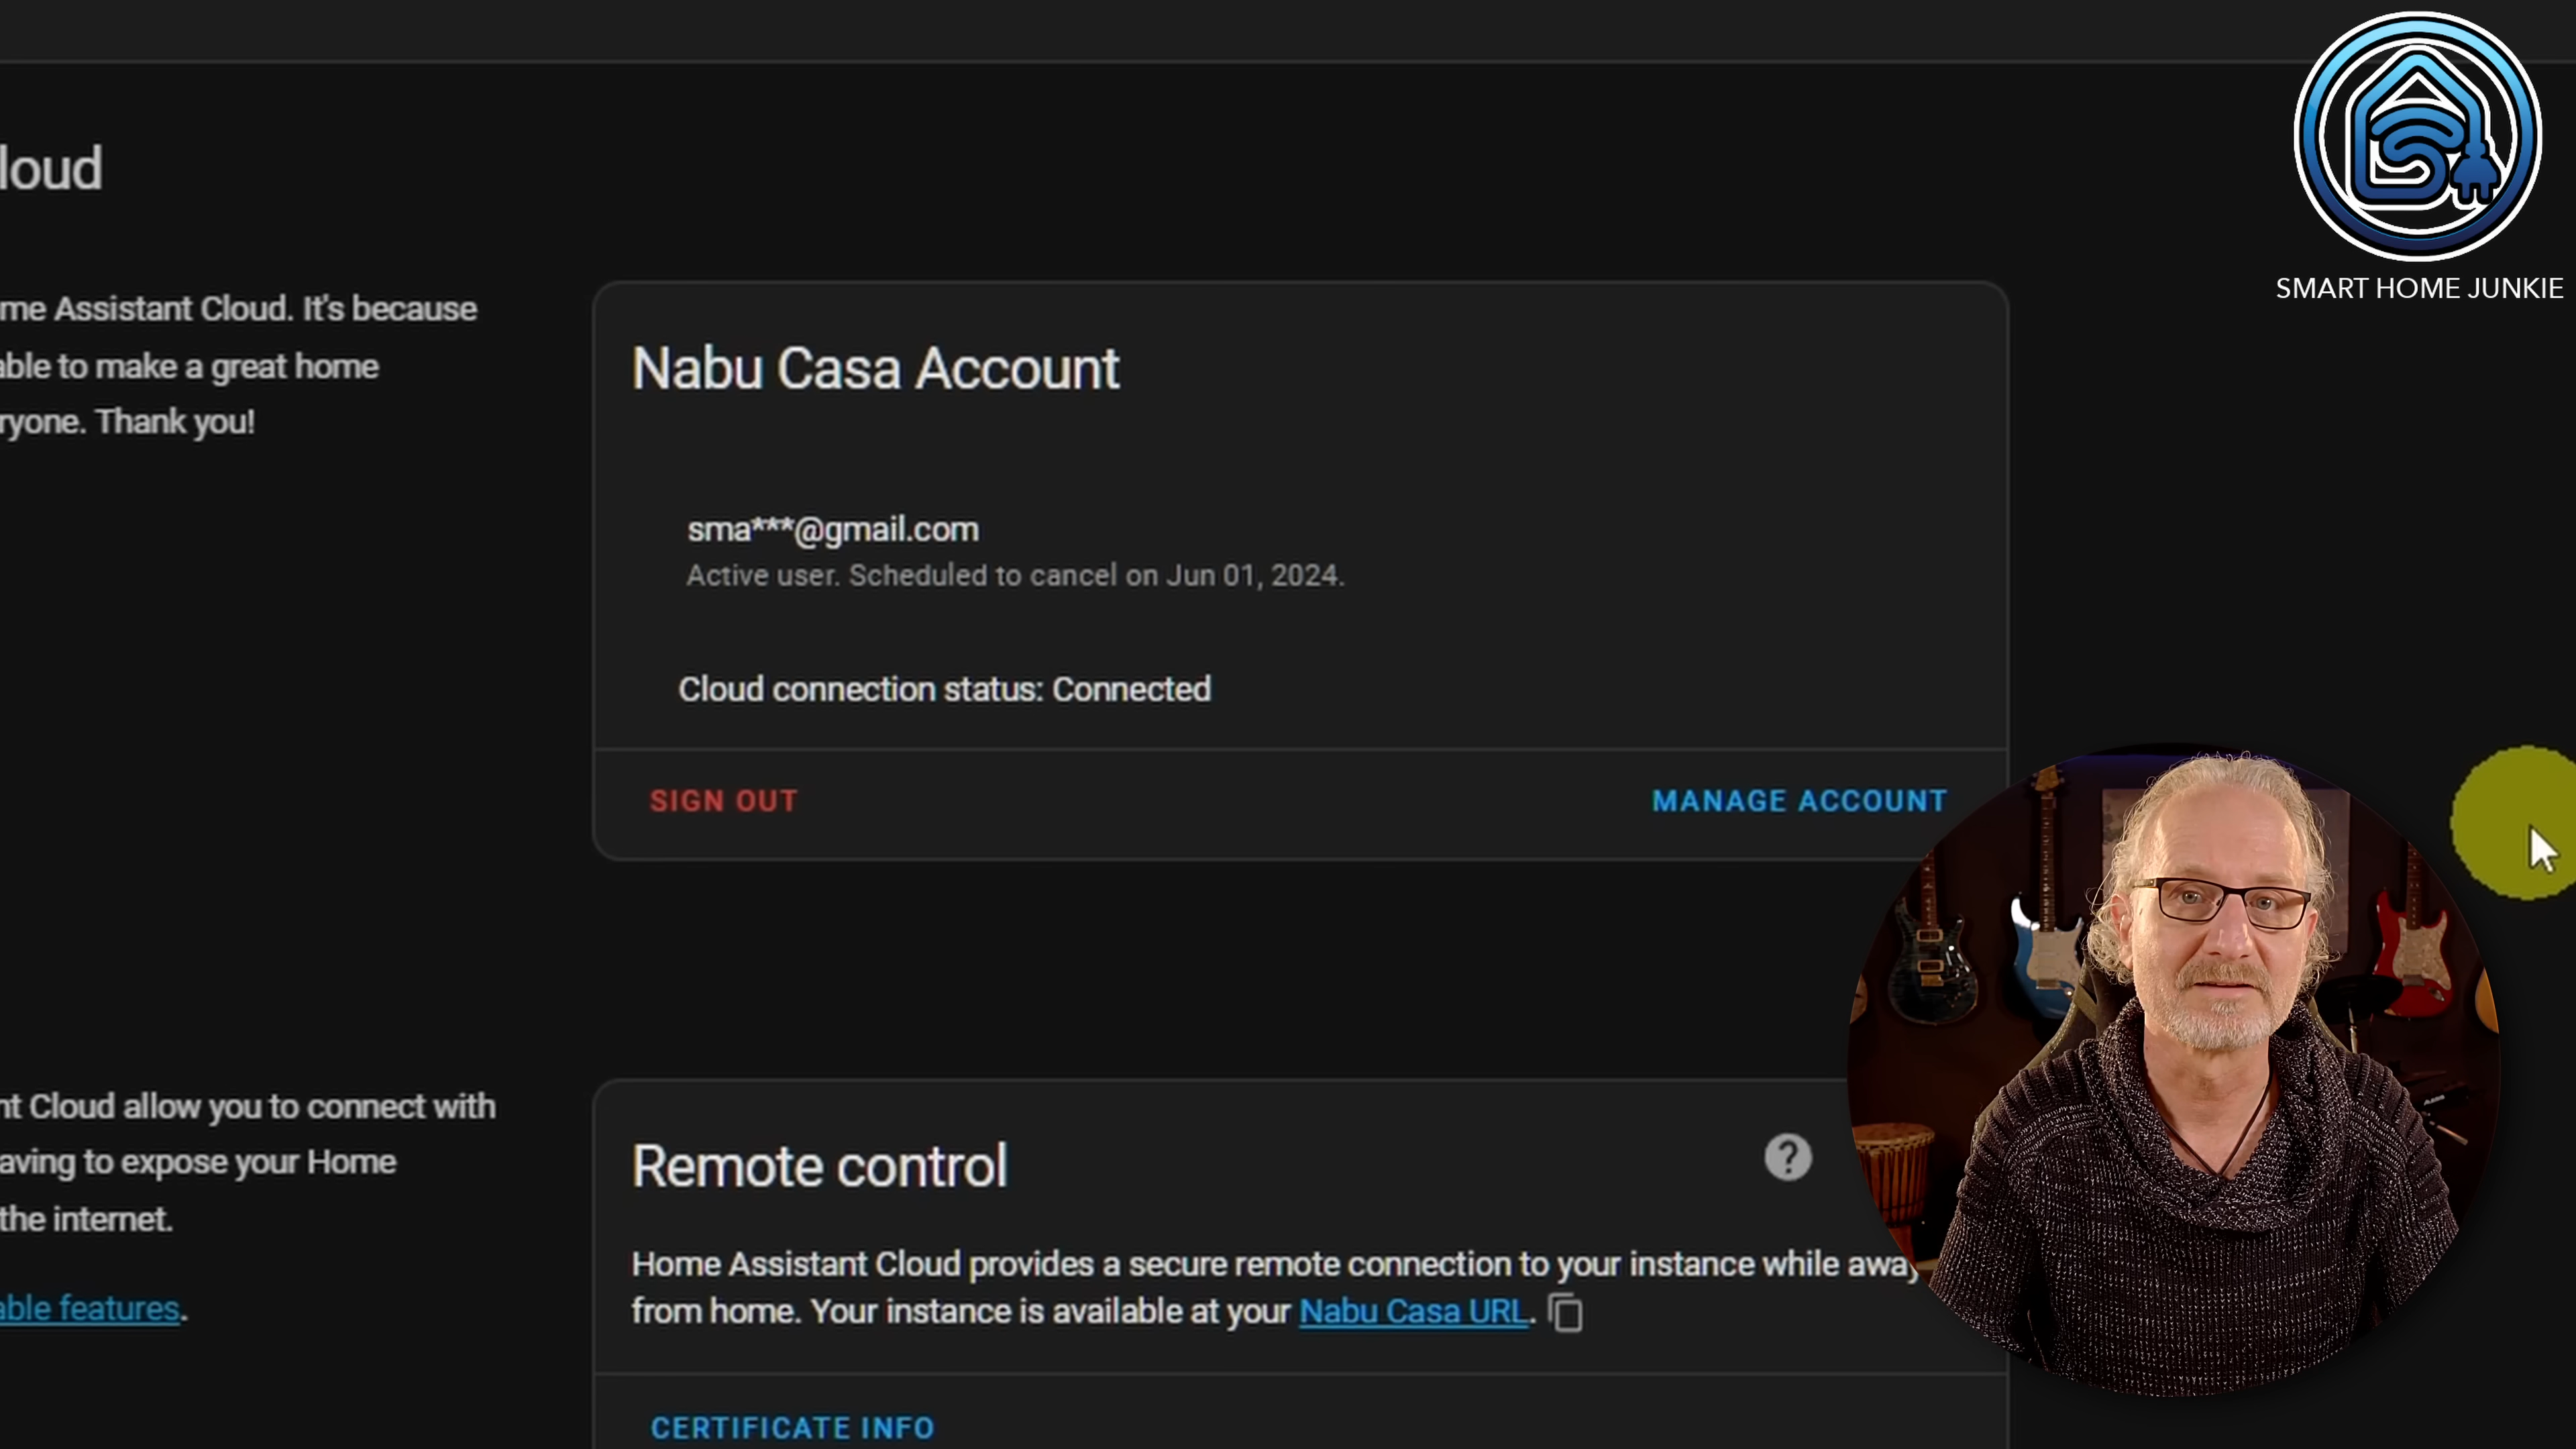 SMART HOME JUNKIE
loud
me Assistant Cloud. It's because
able to make a great home
ryone. Thank you!
Nabu Casa Account
sma***@gmail.com
Active user. Scheduled to cancel on Jun 01, 2024.
Cloud connection status: Connected
SIGN OUT
MANAGE ACCOUNT
nt Cloud allow you to connect with
aving to expose your Home
the internet.
able features.
Remote control
?
Home Assistant Cloud provides a secure remote connection to your instance while away
from home. Your instance is available at your Nabu Casa URL.
CERTIFICATE INFO